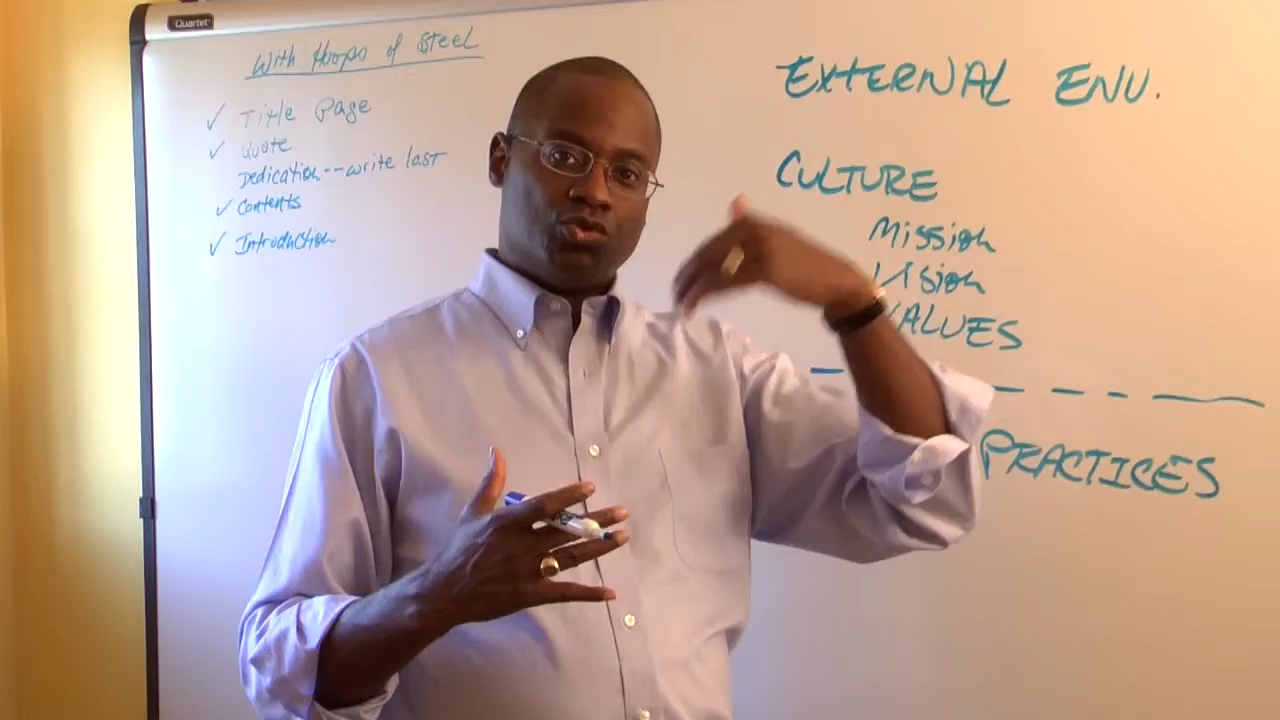 Quartet
With Hoops of Steel
✓ Title Page
✓ Quote
Dedication -- write last
✓ Contents
✓ Introduction
EXTERNAL ENV.
CULTURE
Mission
Vision
VALUES
PRACTICES